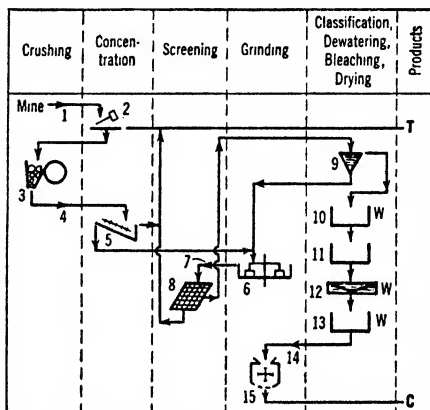 Crushing
Concen-
tration
Screening
Grinding
Classification,
Dewatering,
Bleaching,
Drying
Products
Mine
1
2
T
3
4
5
6
7
8
9
10
W
11
12
W
13
W
14
15
C